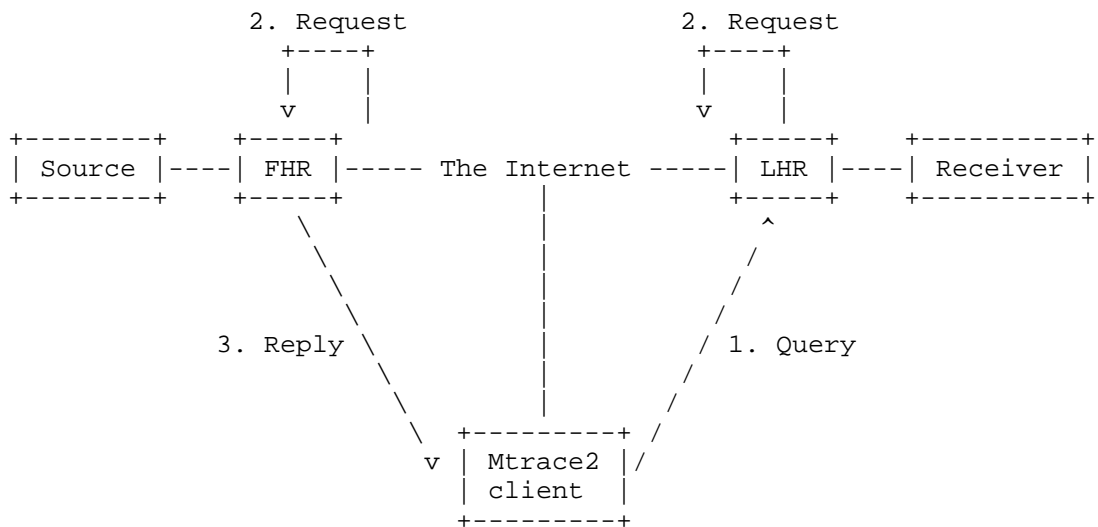 2. Request 2. Request
Source FHR The Internet LHR Receiver
3. Reply 1. Query
Mtrace2
client